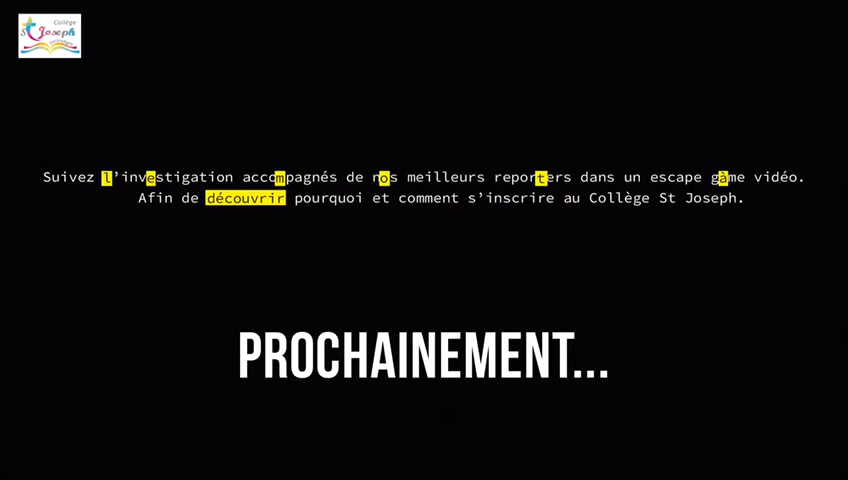 Collège
St Joseph
Suivez l’investigation accompagnés de nos meilleurs reporters dans un escape gàme vidéo.
Afin de découvrir pourquoi et comment s’inscrire au Collège St Joseph.
PROCHAINEMENT...